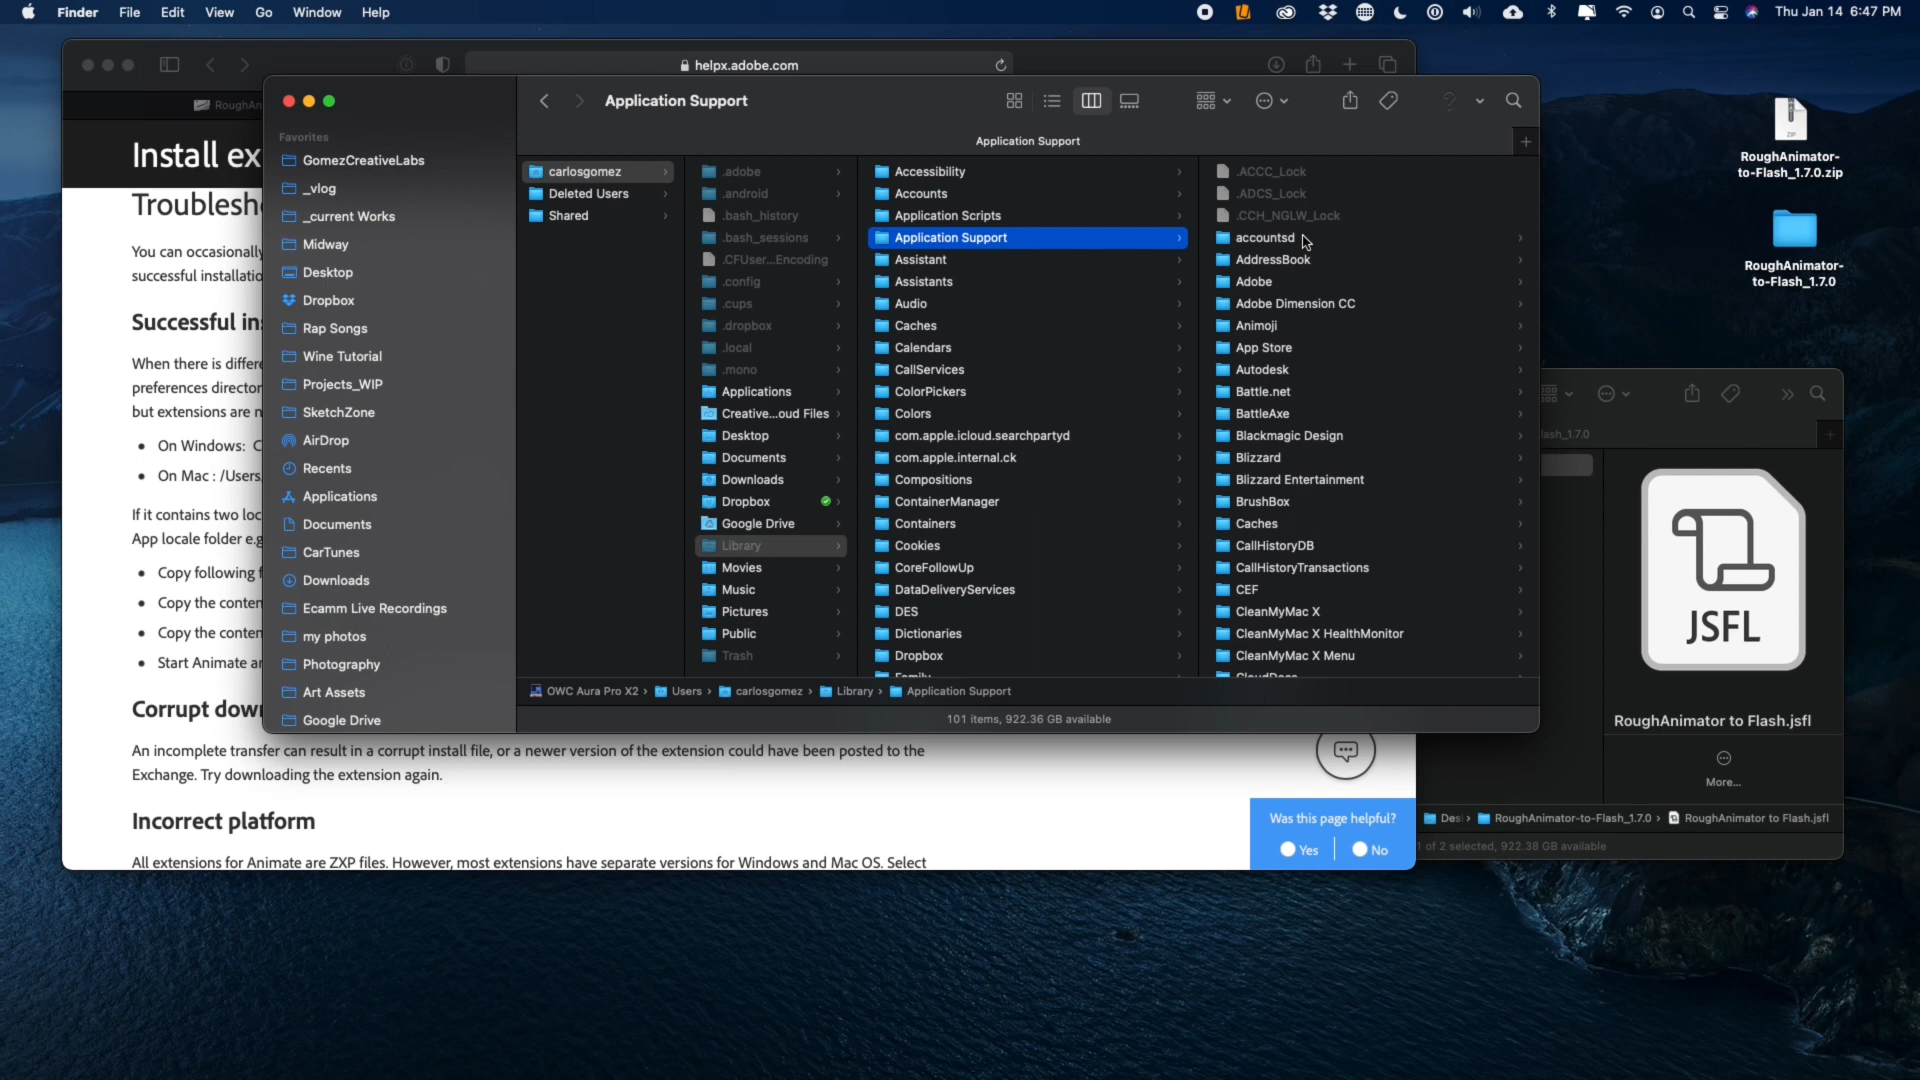 Finder File Edit View Go Window Help
Thu Jan 14 6:47 PM
helpx.adobe.com
RoughAn
Install ex
Troublesh
You can occasionally
successful installatio
Successful in
When there is differe
preferences director
but extensions are n
On Windows: C
On Mac : /Users
If it contains two loc
App locale folder e.g
Copy following f
Copy the conten
Copy the conten
Start Animate an
Corrupt down
An incomplete transfer can result in a corrupt install file, or a newer version of the extension could have been posted to the
Exchange. Try downloading the extension again.
Incorrect platform
All extensions for Animate are ZXP files. However, most extensions have separate versions for Windows and Mac OS. Select
Was this page helpful?
Yes
No
Favorites
GomezCreativeLabs
_vlog
_current Works
Midway
Desktop
Dropbox
Rap Songs
Wine Tutorial
Projects_WIP
SketchZone
AirDrop
Recents
Applications
Documents
CarTunes
Downloads
Ecamm Live Recordings
my photos
Photography
Art Assets
Google Drive
Application Support
Application Support
carlosgomez
Deleted Users
Shared
.adobe
.android
.bash_history
.bash_sessions
.CFUser...Encoding
.config
.cups
.dropbox
.local
.mono
Applications
Creative...oud Files
Desktop
Documents
Downloads
Dropbox
Google Drive
Library
Movies
Music
Pictures
Public
Trash
Accessibility
Accounts
Application Scripts
Application Support
Assistant
Assistants
Audio
Caches
Calendars
CallServices
ColorPickers
Colors
com.apple.icloud.searchpartyd
com.apple.internal.ck
Compositions
ContainerManager
Containers
Cookies
CoreFollowUp
DataDeliveryServices
DES
Dictionaries
Dropbox
Family
.ACCC_Lock
.ADCS_Lock
.CCH_NGLW_Lock
accountsd
AddressBook
Adobe
Adobe Dimension CC
Animoji
App Store
Autodesk
Battle.net
BattleAxe
Blackmagic Design
Blizzard
Blizzard Entertainment
BrushBox
Caches
CallHistoryDB
CallHistoryTransactions
CEF
CleanMyMac X
CleanMyMac X HealthMonitor
CleanMyMac X Menu
CloudDocs
OWC Aura Pro X2 › Users › carlosgomez › Library › Application Support
101 items, 922.36 GB available
ZIP
RoughAnimator-
to-Flash_1.7.0.zip
RoughAnimator-
to-Flash_1.7.0
lash_1.7.0
JSFL
RoughAnimator to Flash.jsfl
More...
Des › RoughAnimator-to-Flash_1.7.0 › RoughAnimator to Flash.jsfl
1 of 2 selected, 922.38 GB available